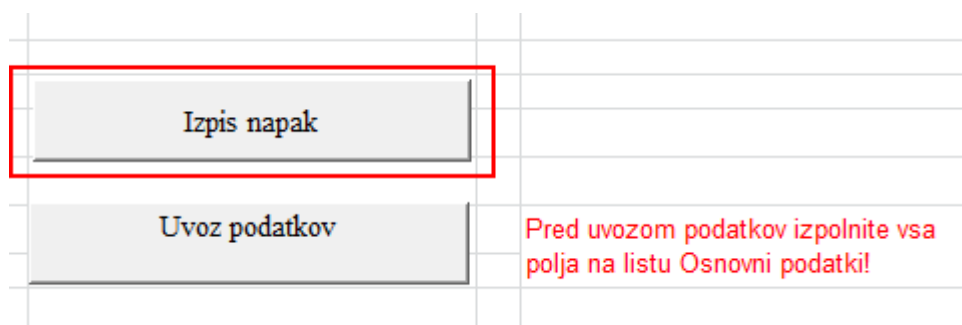 Izpis napak
Uvoz podatkov
Pred uvozom podatkov izpolnite vsa
polja na listu Osnovni podatki!